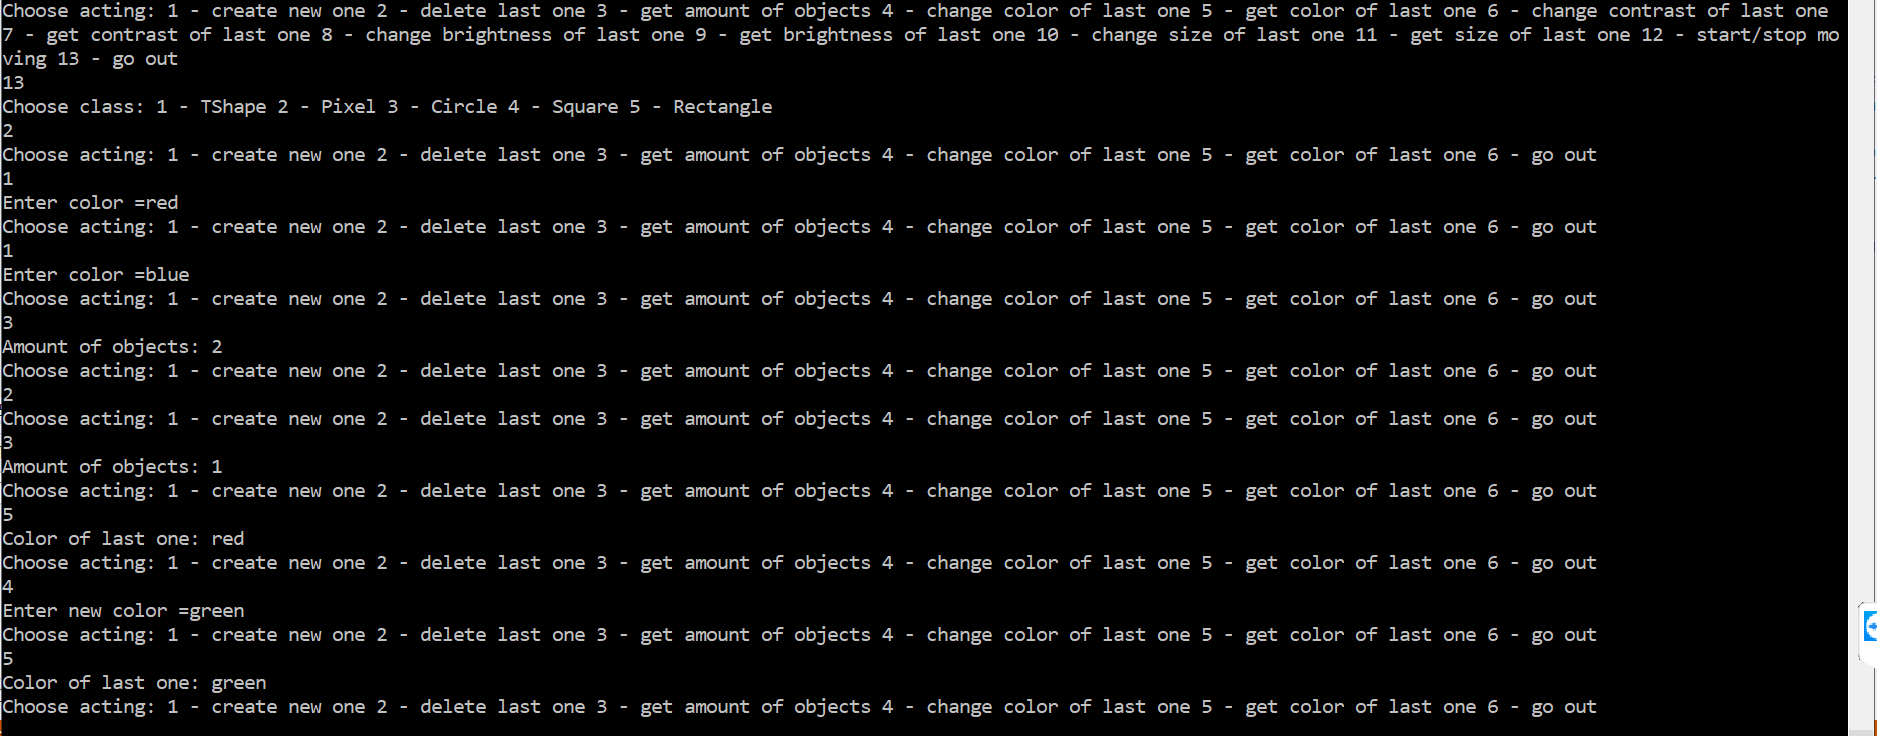 Choose acting: 1 - create new one 2 - delete last one 3 - get amount of objects 4 - change color of last one 5 - get color of last one 6 - change contrast of last one
7 - get contrast of last one 8 - change brightness of last one 9 - get brightness of last one 10 - change size of last one 11 - get size of last one 12 - start/stop mo
ving 13 - go out
13
Choose class: 1 - TShape 2 - Pixel 3 - Circle 4 - Square 5 - Rectangle
2
Choose acting: 1 - create new one 2 - delete last one 3 - get amount of objects 4 - change color of last one 5 - get color of last one 6 - go out
1
Enter color =red
Choose acting: 1 - create new one 2 - delete last one 3 - get amount of objects 4 - change color of last one 5 - get color of last one 6 - go out
1
Enter color =blue
Choose acting: 1 - create new one 2 - delete last one 3 - get amount of objects 4 - change color of last one 5 - get color of last one 6 - go out
3
Amount of objects: 2
Choose acting: 1 - create new one 2 - delete last one 3 - get amount of objects 4 - change color of last one 5 - get color of last one 6 - go out
2
Choose acting: 1 - create new one 2 - delete last one 3 - get amount of objects 4 - change color of last one 5 - get color of last one 6 - go out
3
Amount of objects: 1
Choose acting: 1 - create new one 2 - delete last one 3 - get amount of objects 4 - change color of last one 5 - get color of last one 6 - go out
5
Color of last one: red
Choose acting: 1 - create new one 2 - delete last one 3 - get amount of objects 4 - change color of last one 5 - get color of last one 6 - go out
4
Enter new color =green
Choose acting: 1 - create new one 2 - delete last one 3 - get amount of objects 4 - change color of last one 5 - get color of last one 6 - go out
5
Color of last one: green
Choose acting: 1 - create new one 2 - delete last one 3 - get amount of objects 4 - change color of last one 5 - get color of last one 6 - go out